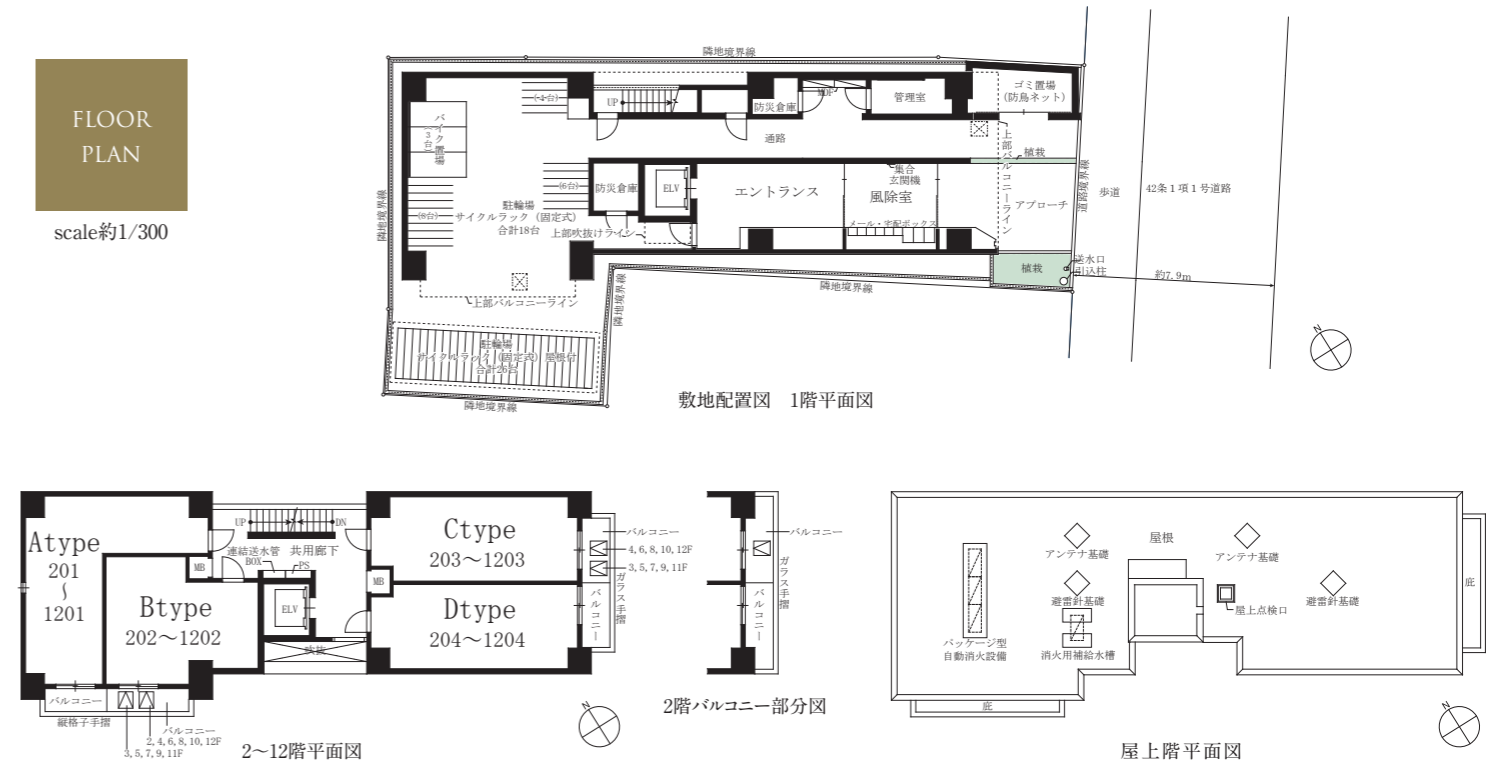 FLOOR
PLAN
scale約1/300
隣地境界線
隣地境界線
隣地境界線
隣地境界線
隣地境界線
道路境界線
バイク置場
(3台)
(4台)
(6台)
(8台)
UP
防災倉庫
MDF
管理室
ゴミ置場
(防鳥ネット)
通路
上部バルコニーライン
植栽
防災倉庫
ELV
エントランス
集合
玄関機
風除室
メール・宅配ボックス
アプローチ
歩道
42条1項1号道路
駐輪場
サイクルラック(固定式)
合計18台
上部吹抜けライン
植栽
送水口
引込柱
約7.9m
上部バルコニーライン
駐輪場
サイクルラック(固定式)屋根付
合計26台
N
敷地配置図 1階平面図
Atype
201
〜
1201
Btype
202〜1202
Ctype
203〜1203
Dtype
204〜1204
UP
DN
連結送水管
BOX
共用廊下
PS
MB
MB
ELV
吹抜
バルコニー
4,6,8,10,12F
3,5,7,9,11F
ガラス手摺
バルコニー
バルコニー
縦格子手摺
バルコニー
2,4,6,8,10,12F
3,5,7,9,11F
N
2〜12階平面図
バルコニー
ガラス手摺
バルコニー
2階バルコニー部分図
アンテナ基礎
屋根
アンテナ基礎
避雷針基礎
屋上点検口
避雷針基礎
パッケージ型
自動消火設備
消火用補給水槽
庇
庇
N
屋上階平面図